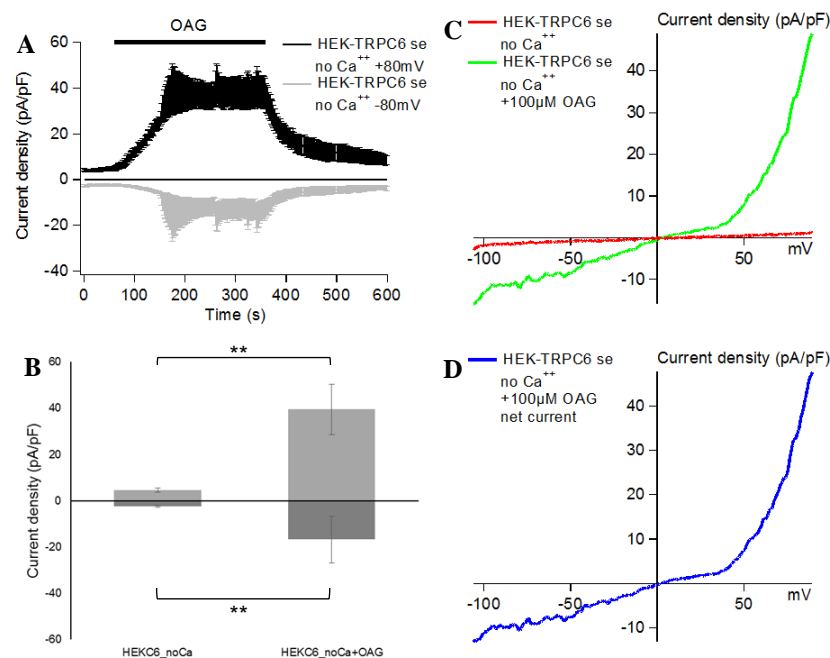 A
OAG
HEK-TRPC6 se
no Ca++ +80mV
HEK-TRPC6 se
no Ca++ -80mV
Current density (pA/pF)
60
40
20
0
-20
-40
0
100
200
300
400
500
600
Time (s)
B
**
**
Current density (pA/pF)
60
40
20
0
20
40
-60
HEKC6_noCa
HEKC6_noCa+OAG
C
HEK-TRPC6 se
no Ca++
HEK-TRPC6 se
no Ca++
+100µM OAG
Current density (pA/pF)
40
30
20
10
-10
-100
-50
50
mV
D
HEK-TRPC6 se
no Ca++
+100µM OAG
net current
Current density (pA/pF)
40
30
20
10
-10
-100
-50
50
mV